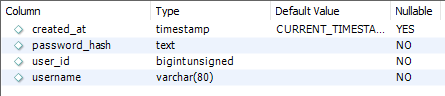 Column Type Default Value Nullable
created_at timestamp CURRENT_TIMESTA... YES
password_hash text NO
user_id bigintunsigned NO
username varchar(80) NO